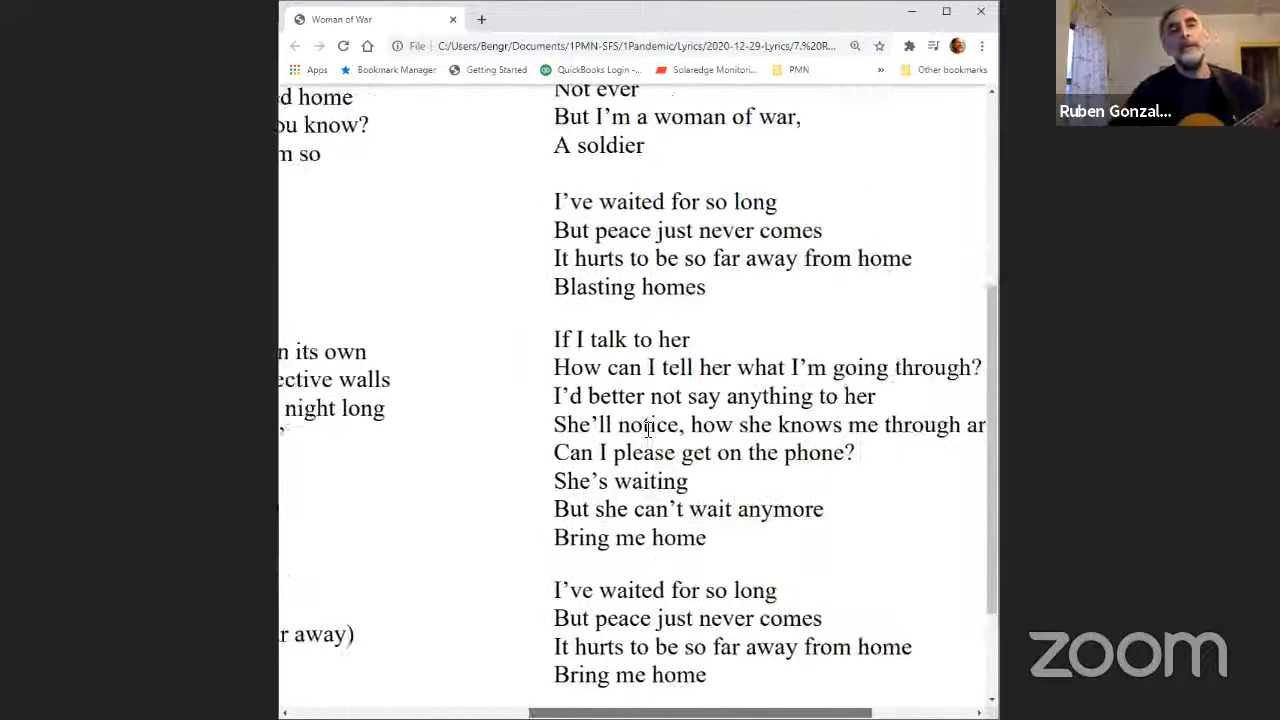 Woman of War
File
C:/Users/Bengr/Documents/1PMN-SFS/1Pandemic/Lyrics/2020-12-29-Lyrics/7.%20R...
Apps
Bookmark Manager
Getting Started
QuickBooks Login -...
Solaredge Monitori...
PMN
»
Other bookmarks
d home
ou know?
m so
n its own
ective walls
night long
r away)
Not ever
But I’m a woman of war,
A soldier
I’ve waited for so long
But peace just never comes
It hurts to be so far away from home
Blasting homes
If I talk to her
How can I tell her what I’m going through?
I’d better not say anything to her
She’ll notice, how she knows me through ar
Can I please get on the phone?
She’s waiting
But she can’t wait anymore
Bring me home
I’ve waited for so long
But peace just never comes
It hurts to be so far away from home
Bring me home
Ruben Gonzal...
zoom